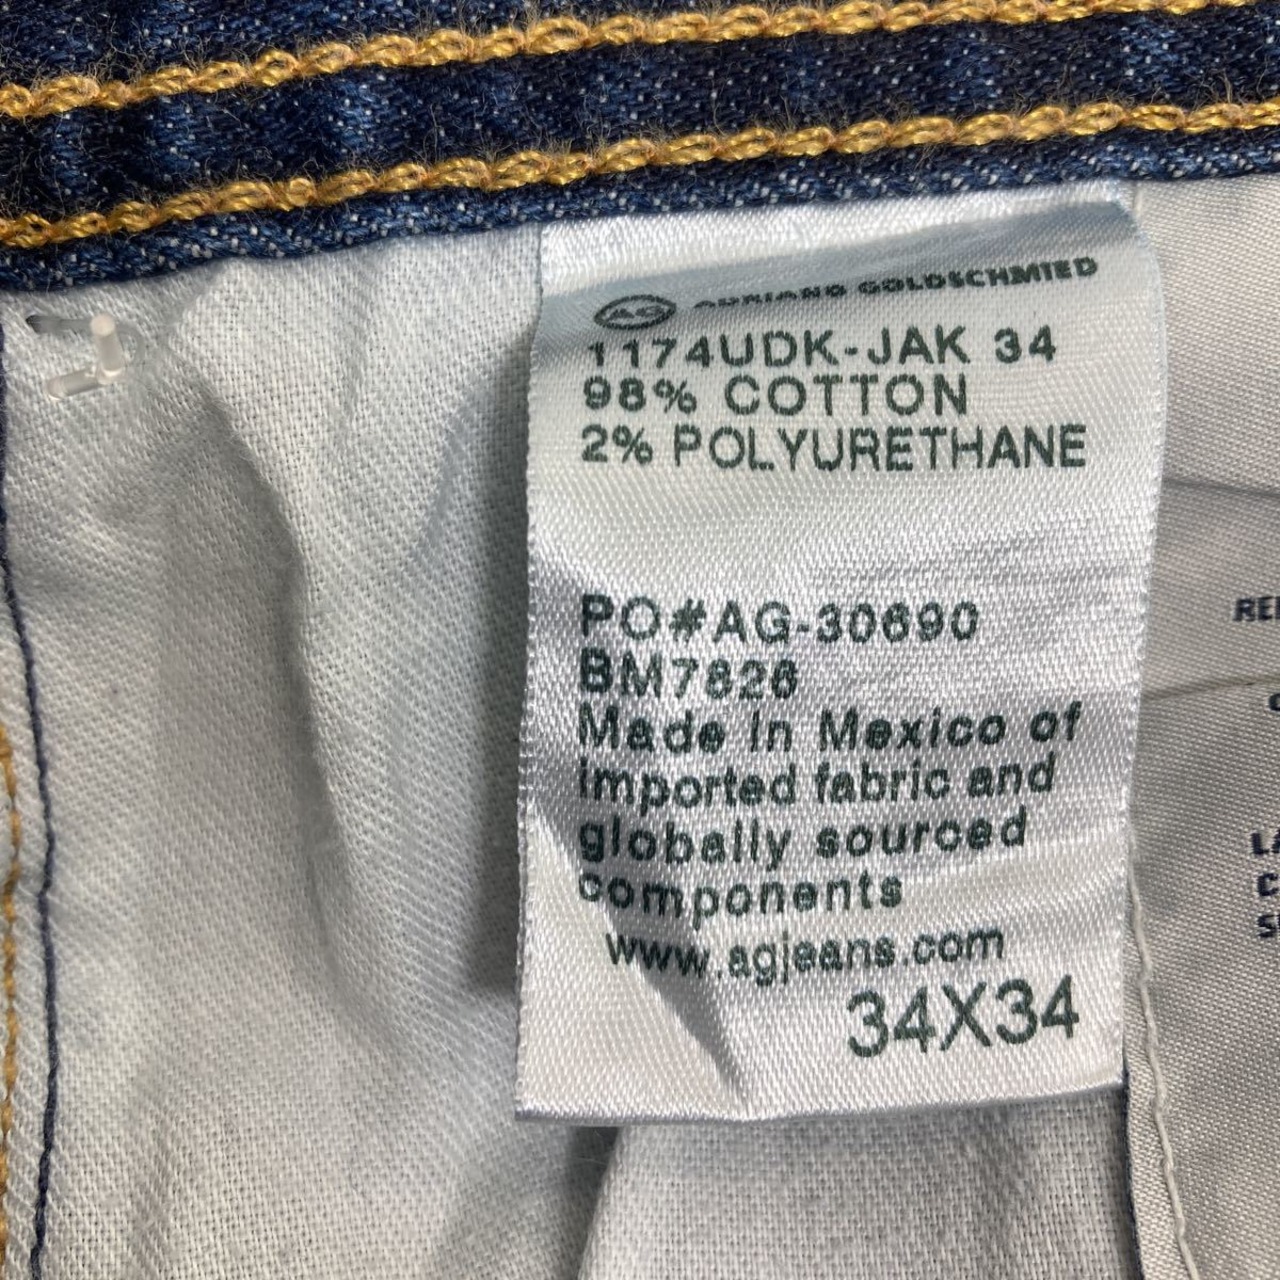 AG ADRIANO GOLDSCHMIED
1174UDK-JAK 34
98% COTTON
2% POLYURETHANE
PO#AG-30690
BM7826
Made in Mexico of
imported fabric and
globally sourced
components
www.agjeans.com
34X34